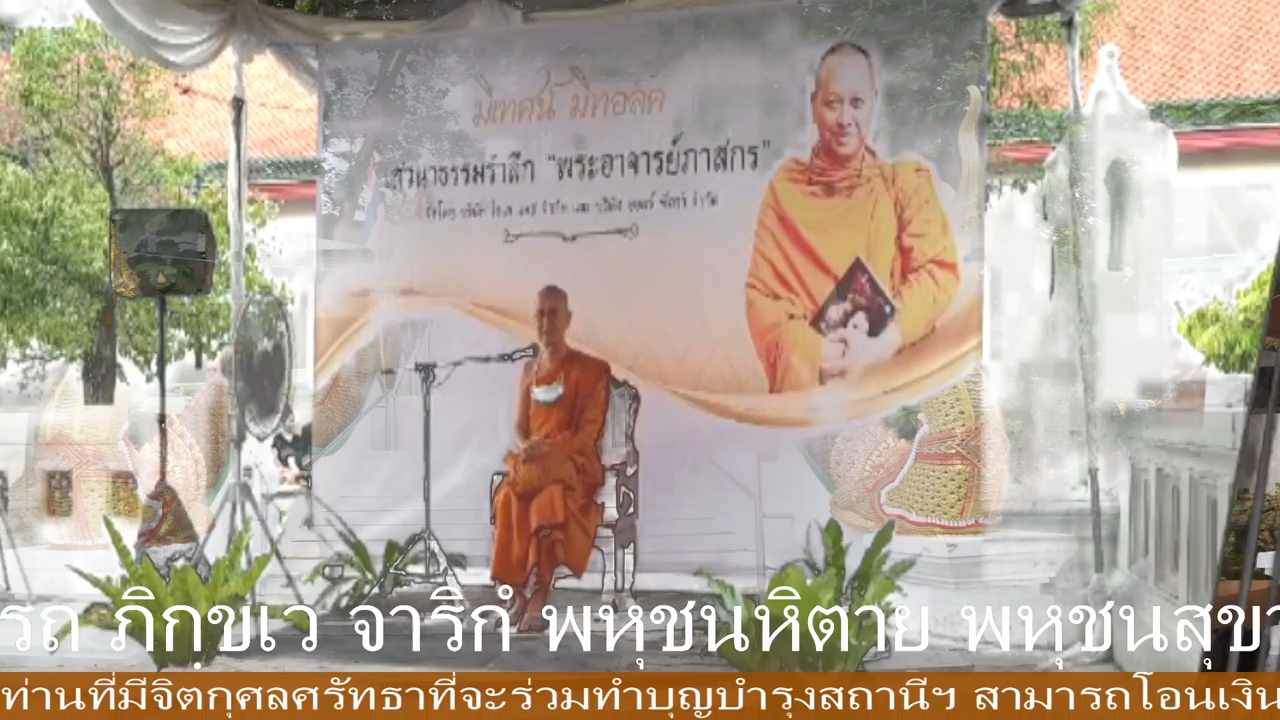 มีเทศน์ มีทอล์ค
เสวนาธรรมรำลึก "พระอาจารย์ภาสกร"
รถ ภิกฺขเว จาริกํ พหุชนหิตาย พหุชนสุขา
ท่านที่มีจิตกุศลศรัทธาที่จะร่วมทำบุญบำรุงสถานีฯ สามารถโอนเงิน